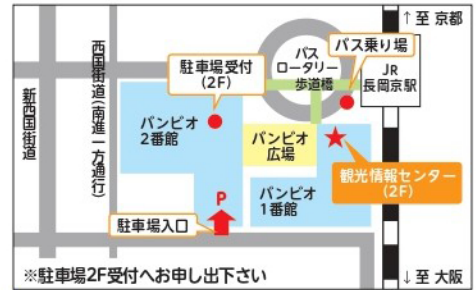 ↑至 京都
バス
ロータリー
バス乗り場
歩道橋
JR
長岡京駅
駐車場受付
(2F)
新西国街道
西国街道(南進一方通行)
バンビオ
2番館
バンビオ
広場
観光情報センター
(2F)
バンビオ
1番館
P
駐車場入口
※駐車場2F受付へお申し出下さい
↓至 大阪